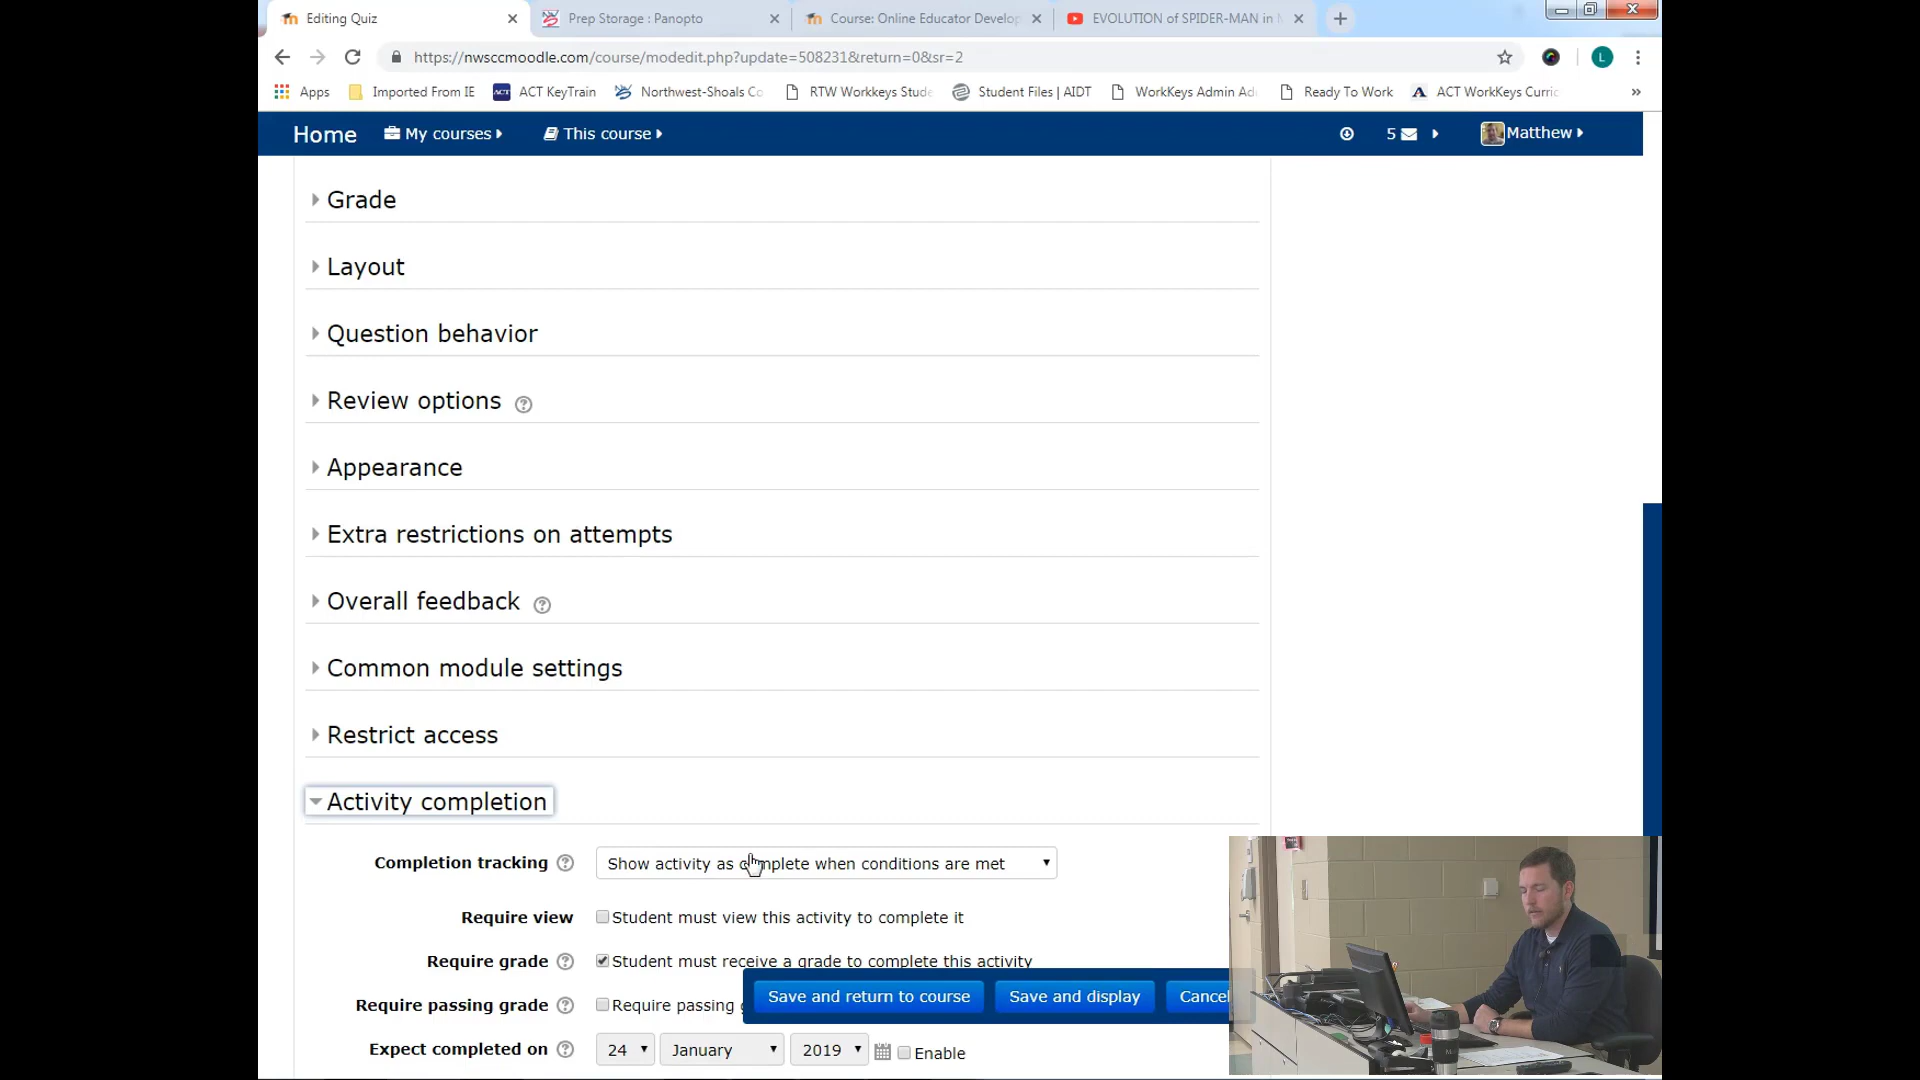 Editing Quiz
Prep Storage : Panopto
Course: Online Educator Develop
EVOLUTION of SPIDER-MAN in
https://nwsccmoodle.com/course/modedit.php?update=508231&return=0&sr=2
L
Apps
Imported From IE
ACT KeyTrain
Northwest-Shoals Co
RTW Workkeys Stude
Student Files | AIDT
WorkKeys Admin Ad
Ready To Work
ACT WorkKeys Curric
»
Home
My courses
This course
5
Matthew
Grade
Layout
Question behavior
Review options
Appearance
Extra restrictions on attempts
Overall feedback
Common module settings
Restrict access
Activity completion
Completion tracking
Show activity as complete when conditions are met
Require view
Student must view this activity to complete it
Require grade
Student must receive a grade to complete this activity
Require passing grade
Require passing
Save and return to course
Save and display
Cancel
Expect completed on
24
January
2019
Enable